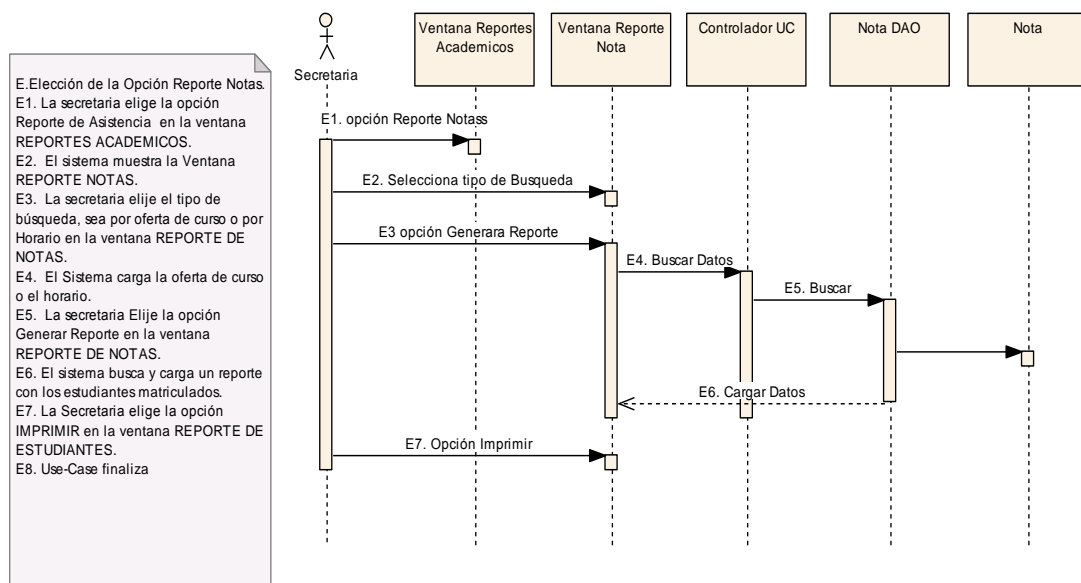 E.Elección de la Opción Reporte Notas.
E1. La secretaria elige la opción
Reporte de Asistencia en la ventana
REPORTES ACADEMICOS.
E2. El sistema muestra la Ventana
REPORTE NOTAS.
E3. La secretaria elije el tipo de
búsqueda, sea por oferta de curso o por
Horario en la ventana REPORTE DE
NOTAS.
E4. El Sistema carga la oferta de curso
o el horario.
E5. La secretaria Elije la opción
Generar Reporte en la ventana
REPORTE DE NOTAS.
E6. El sistema busca y carga un reporte
con los estudiantes matriculados.
E7. La Secretaria elige la opción
IMPRIMIR en la ventana REPORTE DE
ESTUDIANTES.
E8. Use-Case finaliza
Secretaria
Ventana Reportes
Academicos
Ventana Reporte
Nota
Controlador UC
Nota DAO
Nota
E1. opción Reporte Notass
E2. Selecciona tipo de Busqueda
E3 opción Generara Reporte
E4. Buscar Datos
E5. Buscar
E6. Cargar Datos
E7. Opción Imprimir